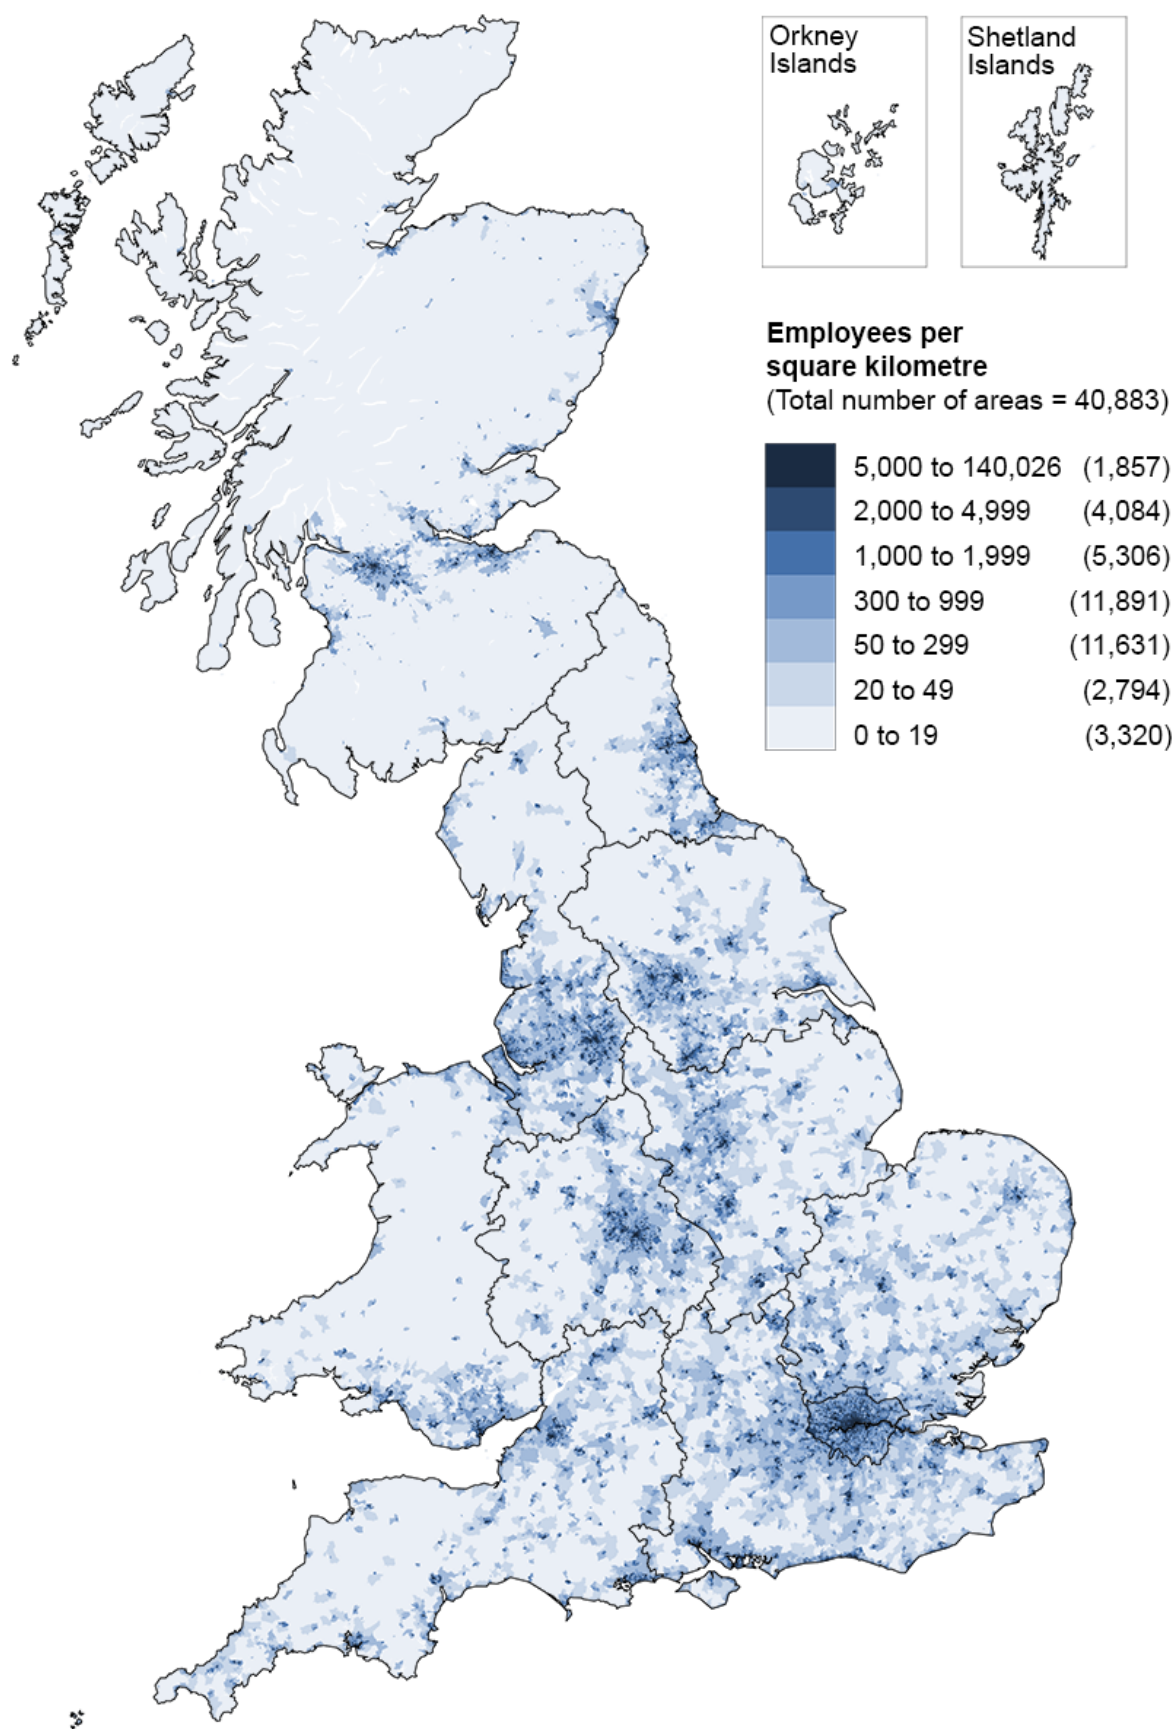 Orkney
Islands
Shetland
Islands
Employees per
square kilometre
(Total number of areas = 40,883)
5,000 to 140,026 (1,857)
2,000 to 4,999 (4,084)
1,000 to 1,999 (5,306)
300 to 999 (11,891)
50 to 299 (11,631)
20 to 49 (2,794)
0 to 19 (3,320)